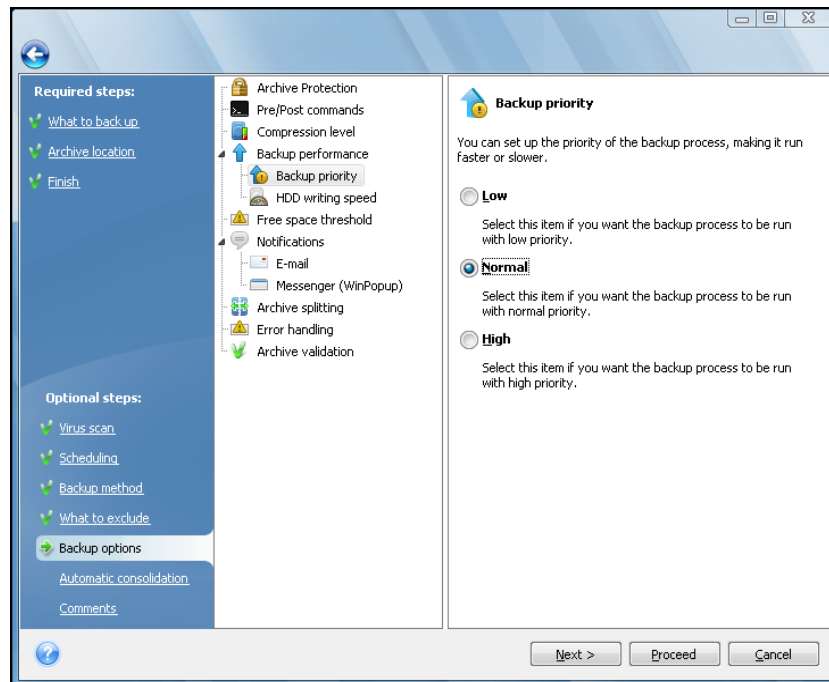 Required steps:
What to back up
Archive location
Finish
Optional steps:
Virus scan
Scheduling
Backup method
What to exclude
Backup options
Automatic consolidation
Comments
Archive Protection
Pre/Post commands
Compression level
Backup performance
Backup priority
HDD writing speed
Free space threshold
Notifications
E-mail
Messenger (WinPopup)
Archive splitting
Error handling
Archive validation
Backup priority
You can set up the priority of the backup process, making it run
faster or slower.
Low
Select this item if you want the backup process to be run
with low priority.
Normal
Select this item if you want the backup process to be run
with normal priority.
High
Select this item if you want the backup process to be run
with high priority.
Next >
Proceed
Cancel